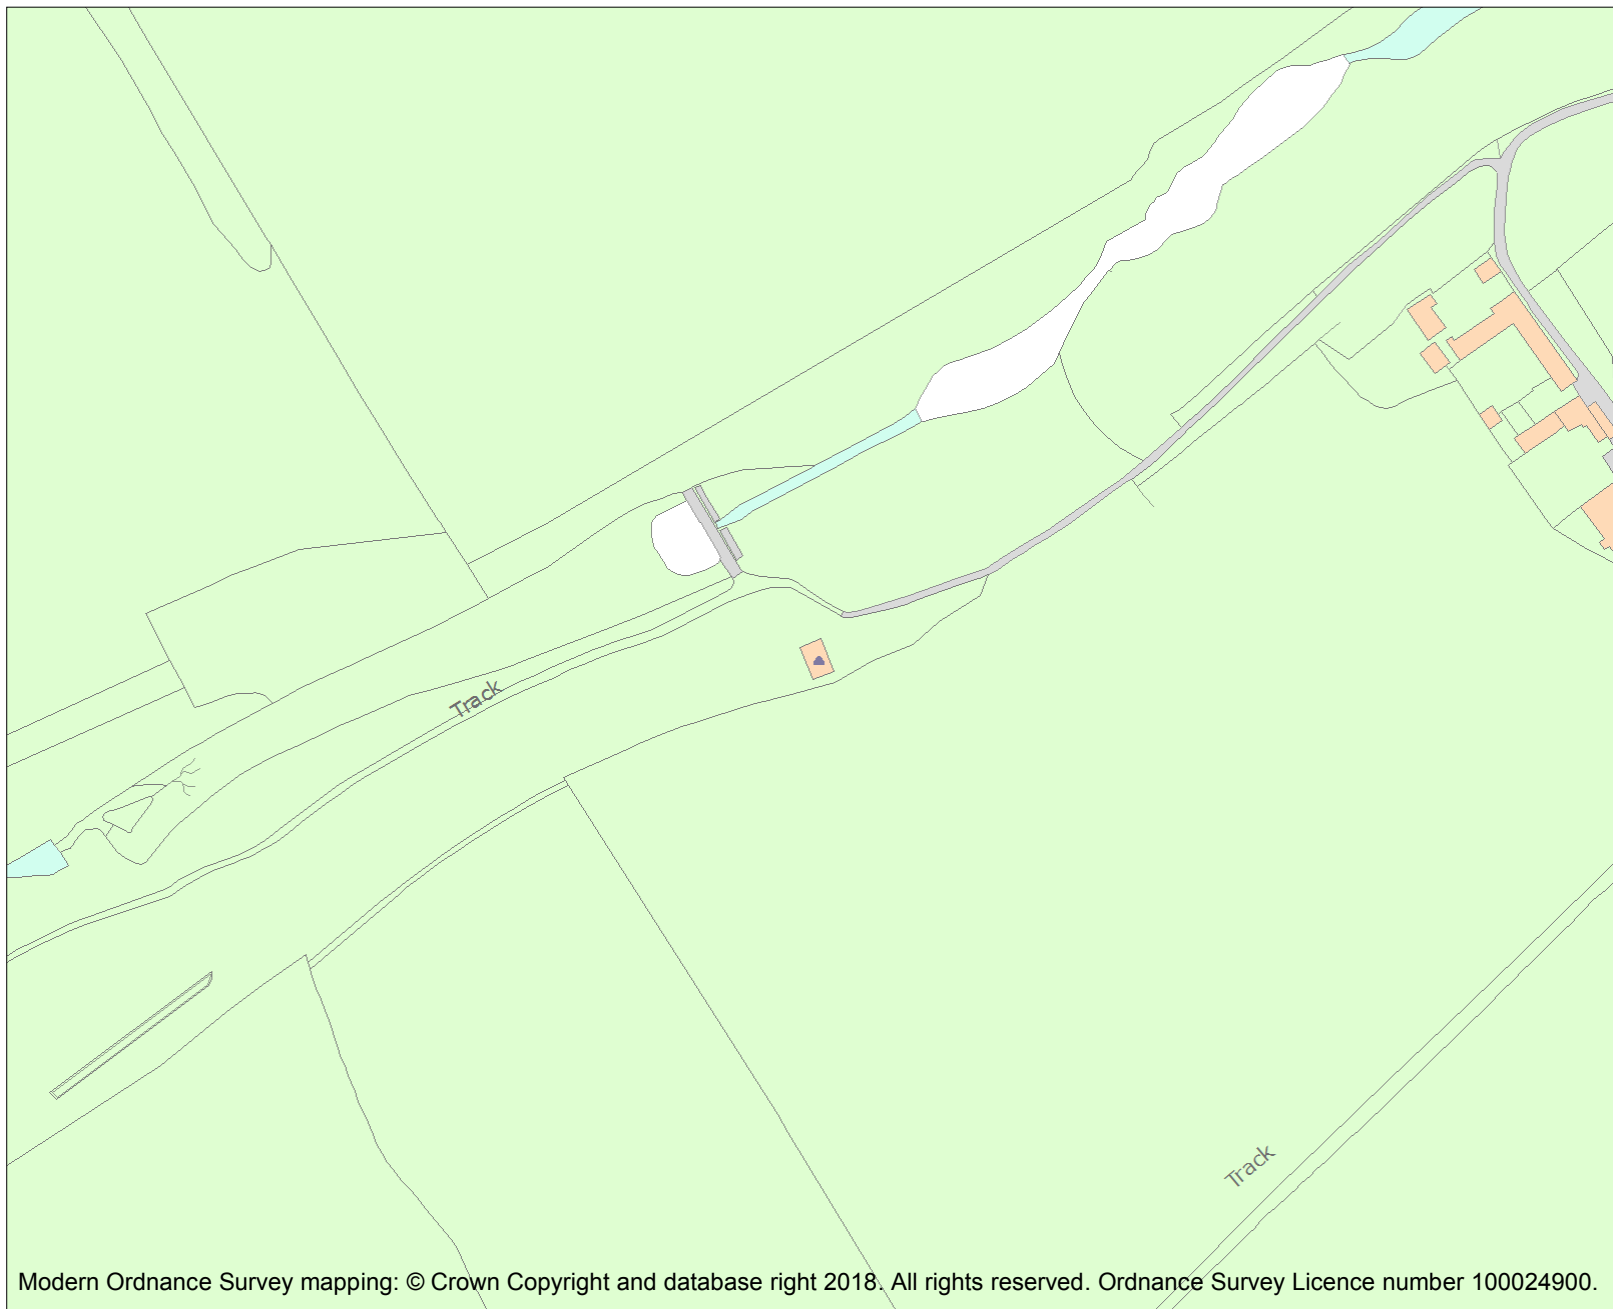 Track
Track
Modern Ordnance Survey mapping: © Crown Copyright and database right 2018. All rights reserved. Ordnance Survey Licence number 100024900.